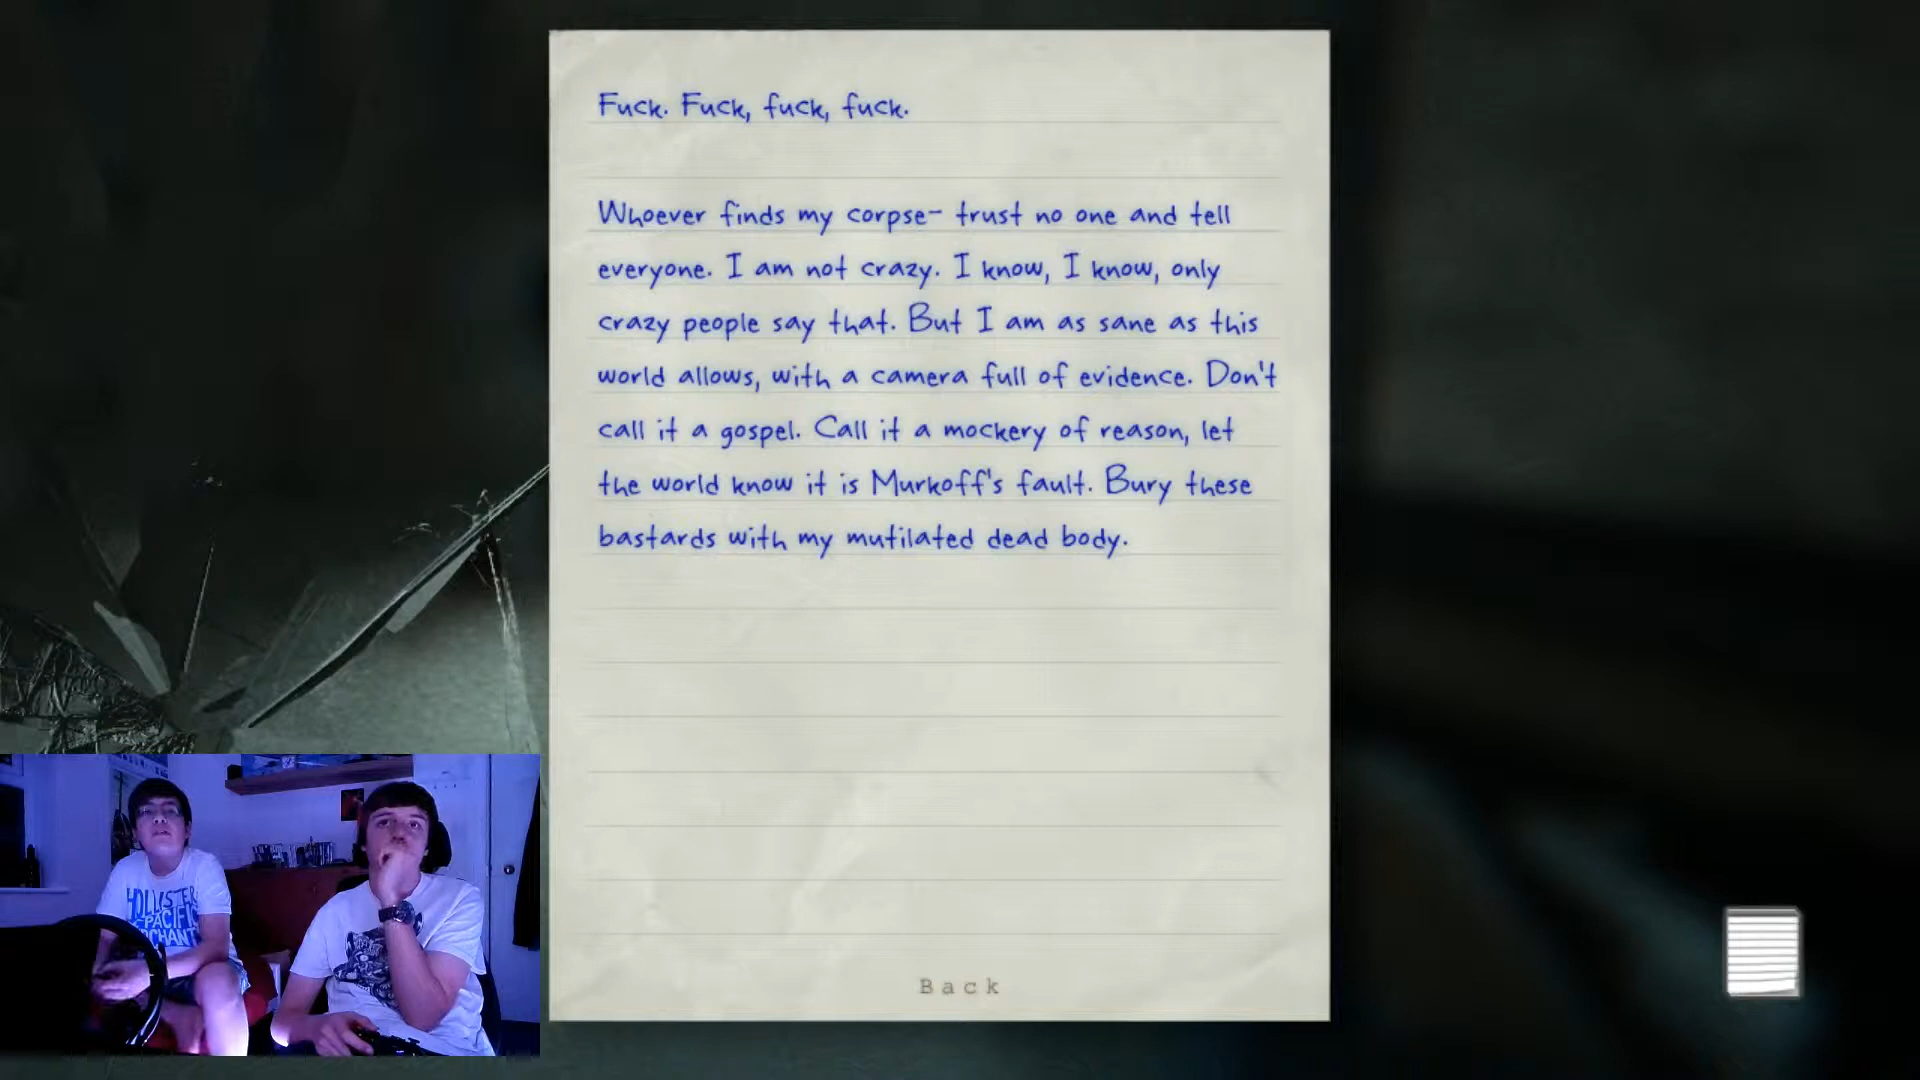 Fuck. Fuck, fuck, fuck.
Whoever finds my corpse- trust no one and tell
everyone. I am not crazy. I know, I know, only
crazy people say that. But I am as sane as this
world allows, with a camera full of evidence. Don't
call it a gospel. Call it a mockery of reason, let
the world know it is Murkoff's fault. Bury these
bastards with my mutilated dead body.
Back
HOLLISTER
PACIFIC